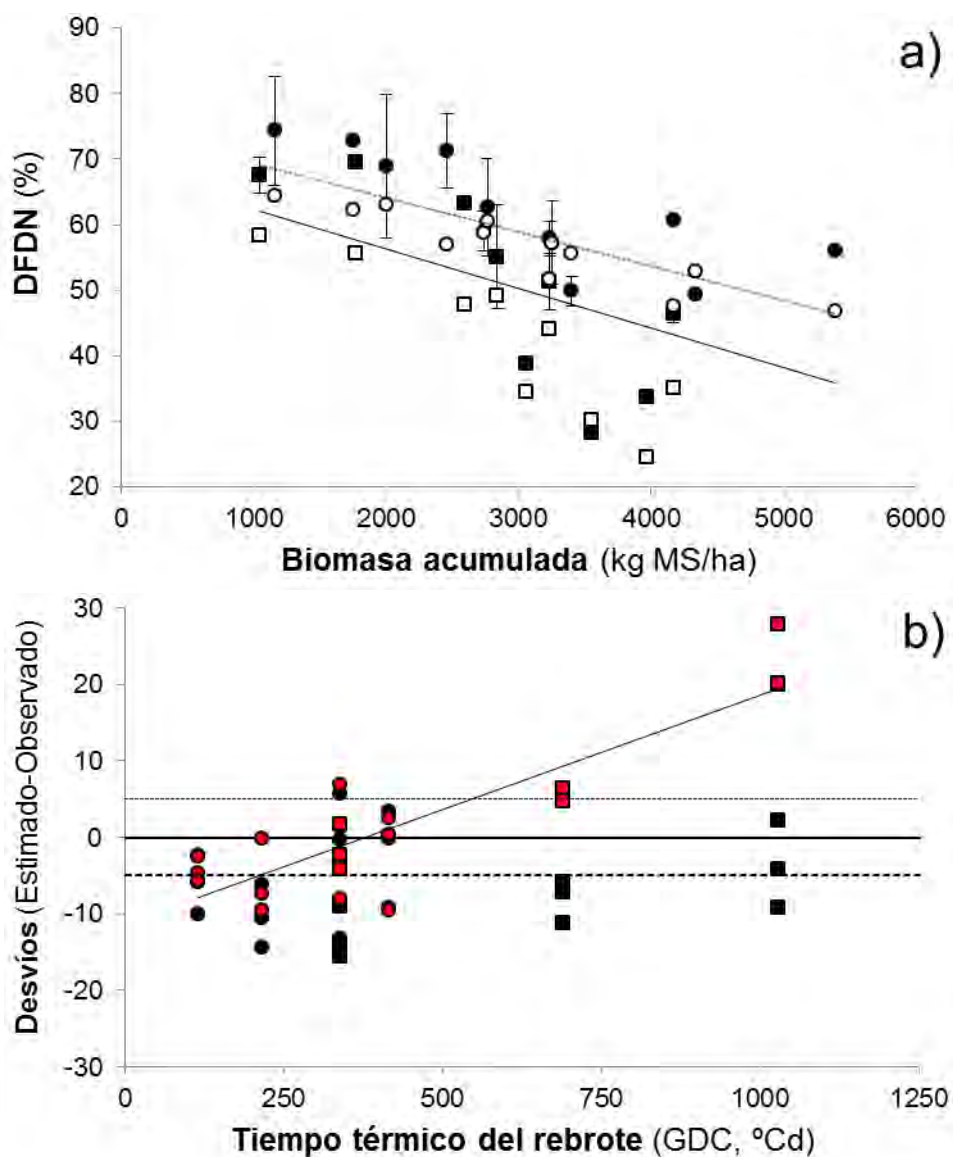 a)
DFDN (%)
90
80
70
60
50
40
30
20
0 1000 2000 3000 4000 5000 6000
Biomasa acumulada (kg MS/ha)
b)
Desvíos (Estimado-Observado)
30
20
10
0
-10
-20
-30
0 250 500 750 1000 1250
Tiempo térmico del rebrote (GDC, ºCd)